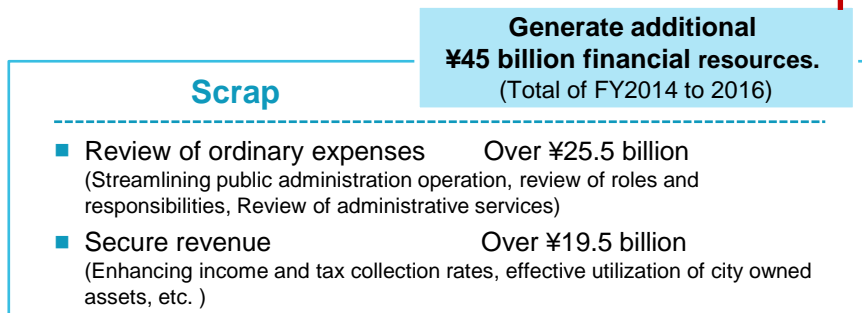 Generate additional
¥45 billion financial resources.
(Total of FY2014 to 2016)
Scrap
Review of ordinary expenses Over ¥25.5 billion
(Streamlining public administration operation, review of roles and
responsibilities, Review of administrative services)
Secure revenue Over ¥19.5 billion
(Enhancing income and tax collection rates, effective utilization of city owned
assets, etc. )